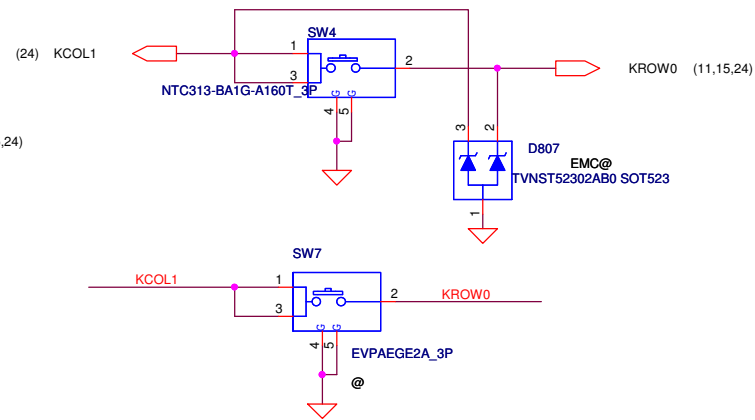 SW4
(24) KCOL1
1
2
3
KROW0 (11,15,24)
NTC313-BA1G-A160T_3P
G G
4 5
,24)
3 2
D807
EMC@
TVNST52302AB0 SOT523
1
SW7
KCOL1
1
2
KROW0
3
G G
4 5
EVPAEGE2A_3P
@